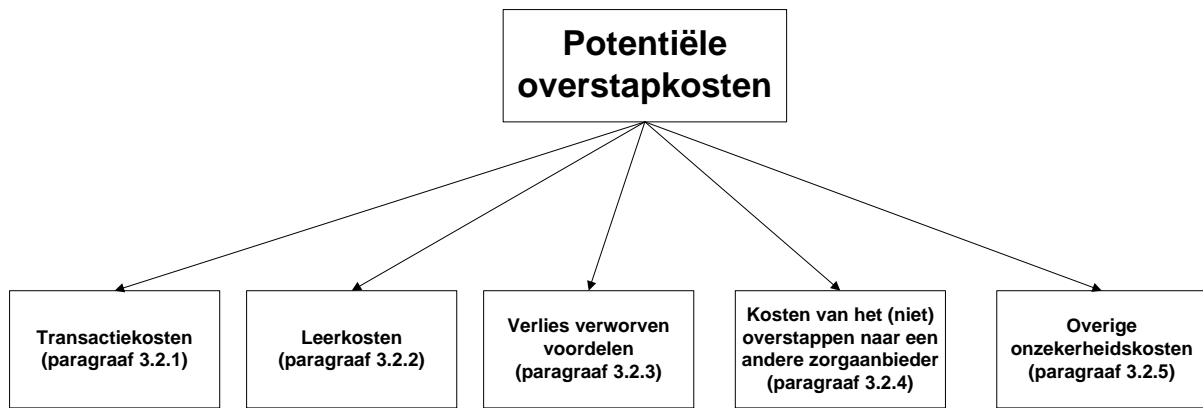 Potentiële
overstapkosten
Transactiekosten
(paragraaf 3.2.1)
Leerkosten
(paragraaf 3.2.2)
Verlies verworven
voordelen
(paragraaf 3.2.3)
Kosten van het (niet)
overstappen naar een
andere zorgaanbieder
(paragraaf 3.2.4)
Overige
onzekerheidskosten
(paragraaf 3.2.5)